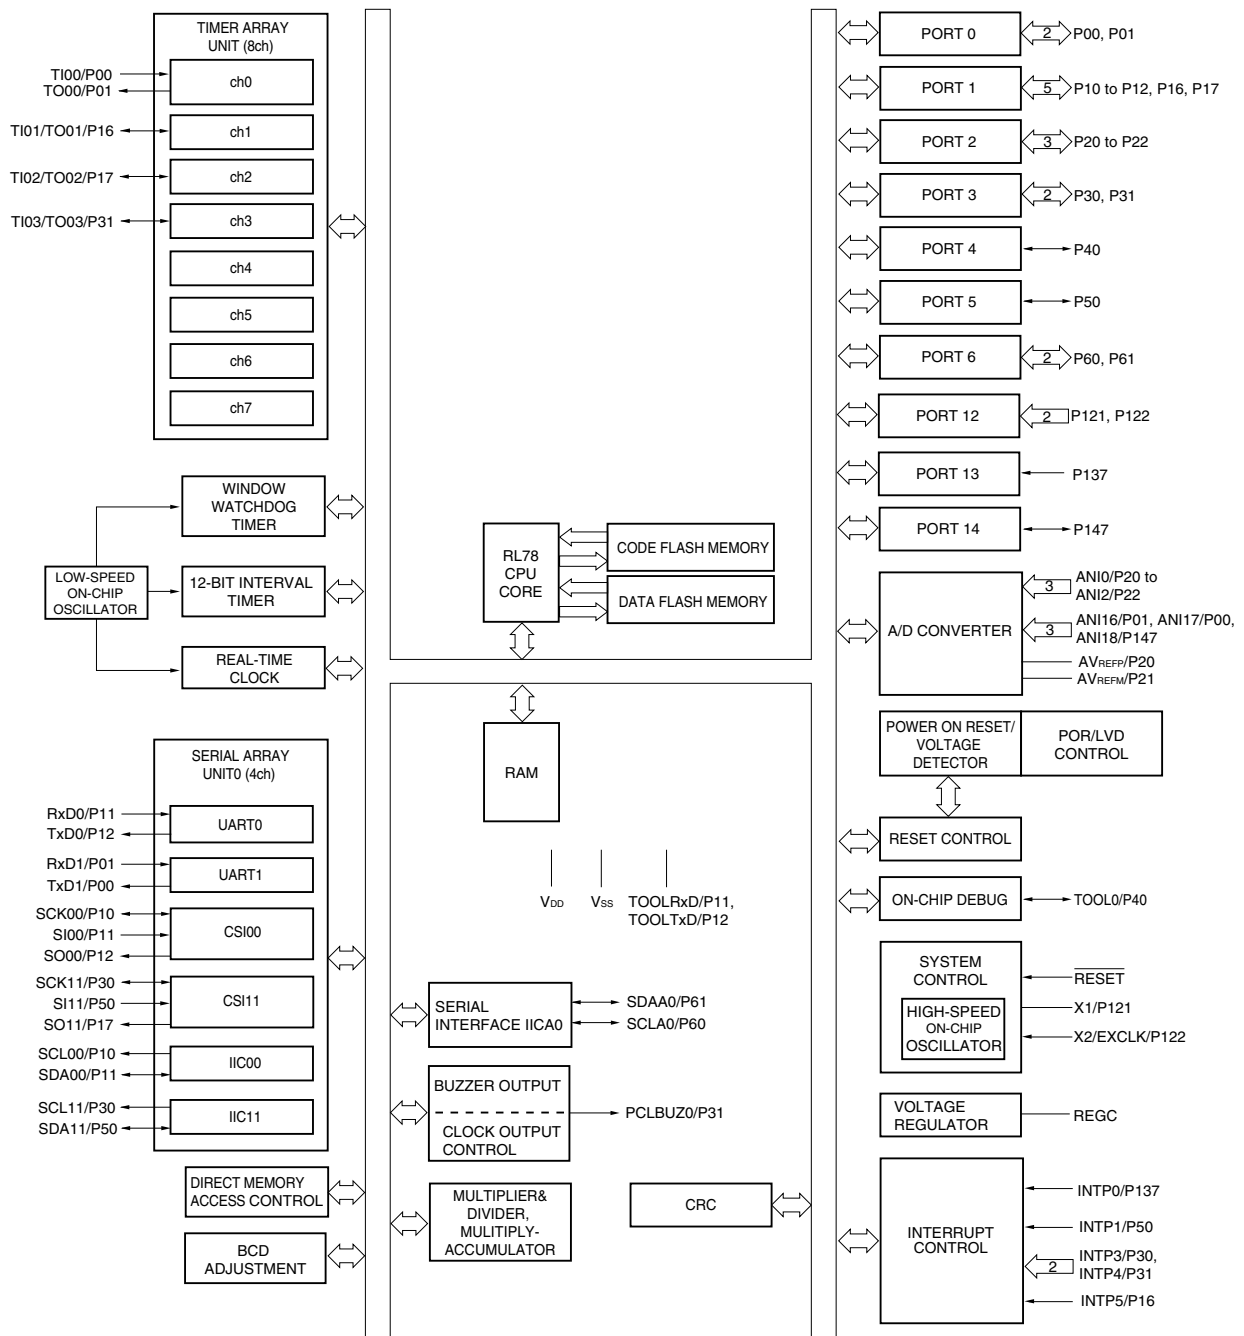 TIMER ARRAY
UNIT (8ch)
TI00/P00
TO00/P01
ch0
TI01/TO01/P16
ch1
TI02/TO02/P17
ch2
TI03/TO03/P31
ch3
ch4
ch5
ch6
ch7
WINDOW
WATCHDOG
TIMER
LOW-SPEED
ON-CHIP
OSCILLATOR
12-BIT INTERVAL
TIMER
REAL-TIME
CLOCK
SERIAL ARRAY
UNIT0 (4ch)
RxD0/P11
TxD0/P12
UART0
RxD1/P01
TxD1/P00
UART1
SCK00/P10
SI00/P11
SO00/P12
CSI00
SCK11/P30
SI11/P50
SO11/P17
CSI11
SCL00/P10
SDA00/P11
IIC00
SCL11/P30
SDA11/P50
IIC11
DIRECT MEMORY
ACCESS CONTROL
BCD
ADJUSTMENT
RL78
CPU
CORE
CODE FLASH MEMORY
DATA FLASH MEMORY
RAM
VDD
VSS
TOOLRxD/P11,
TOOLTxD/P12
SERIAL
INTERFACE IICA0
SDAA0/P61
SCLA0/P60
BUZZER OUTPUT
CLOCK OUTPUT
CONTROL
PCLBUZ0/P31
MULTIPLIER&
DIVIDER,
MULITIPLY-
ACCUMULATOR
CRC
PORT 0
2
P00, P01
PORT 1
5
P10 to P12, P16, P17
PORT 2
3
P20 to P22
PORT 3
2
P30, P31
PORT 4
P40
PORT 5
P50
PORT 6
2
P60, P61
PORT 12
2
P121, P122
PORT 13
P137
PORT 14
P147
A/D CONVERTER
3
ANI0/P20 to
ANI2/P22
3
ANI16/P01, ANI17/P00,
ANI18/P147
AVREFP/P20
AVREFM/P21
POWER ON RESET/
VOLTAGE
DETECTOR
POR/LVD
CONTROL
RESET CONTROL
ON-CHIP DEBUG
TOOL0/P40
SYSTEM
CONTROL
HIGH-SPEED
ON-CHIP
OSCILLATOR
RESET
X1/P121
X2/EXCLK/P122
VOLTAGE
REGULATOR
REGC
INTERRUPT
CONTROL
INTP0/P137
INTP1/P50
2
INTP3/P30,
INTP4/P31
INTP5/P16